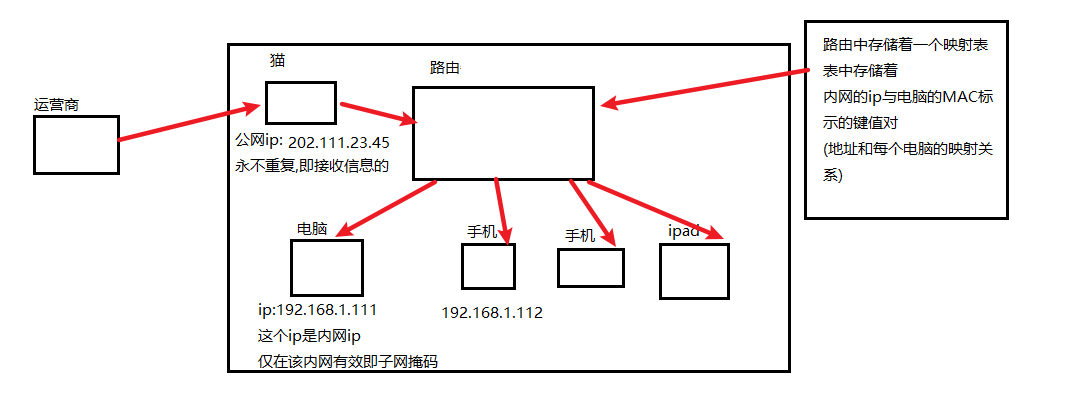 运营商
猫
公网ip: 202.111.23.45
永不重复,即接收信息的
路由
路由中存储着一个映射表
表中存储着
内网的ip与电脑的MAC标
示的键值对
(地址和每个电脑的映射关
系)
电脑
手机
手机
ipad
ip:192.168.1.111
192.168.1.112
这个ip是内网ip
仅在该内网有效即子网掩码